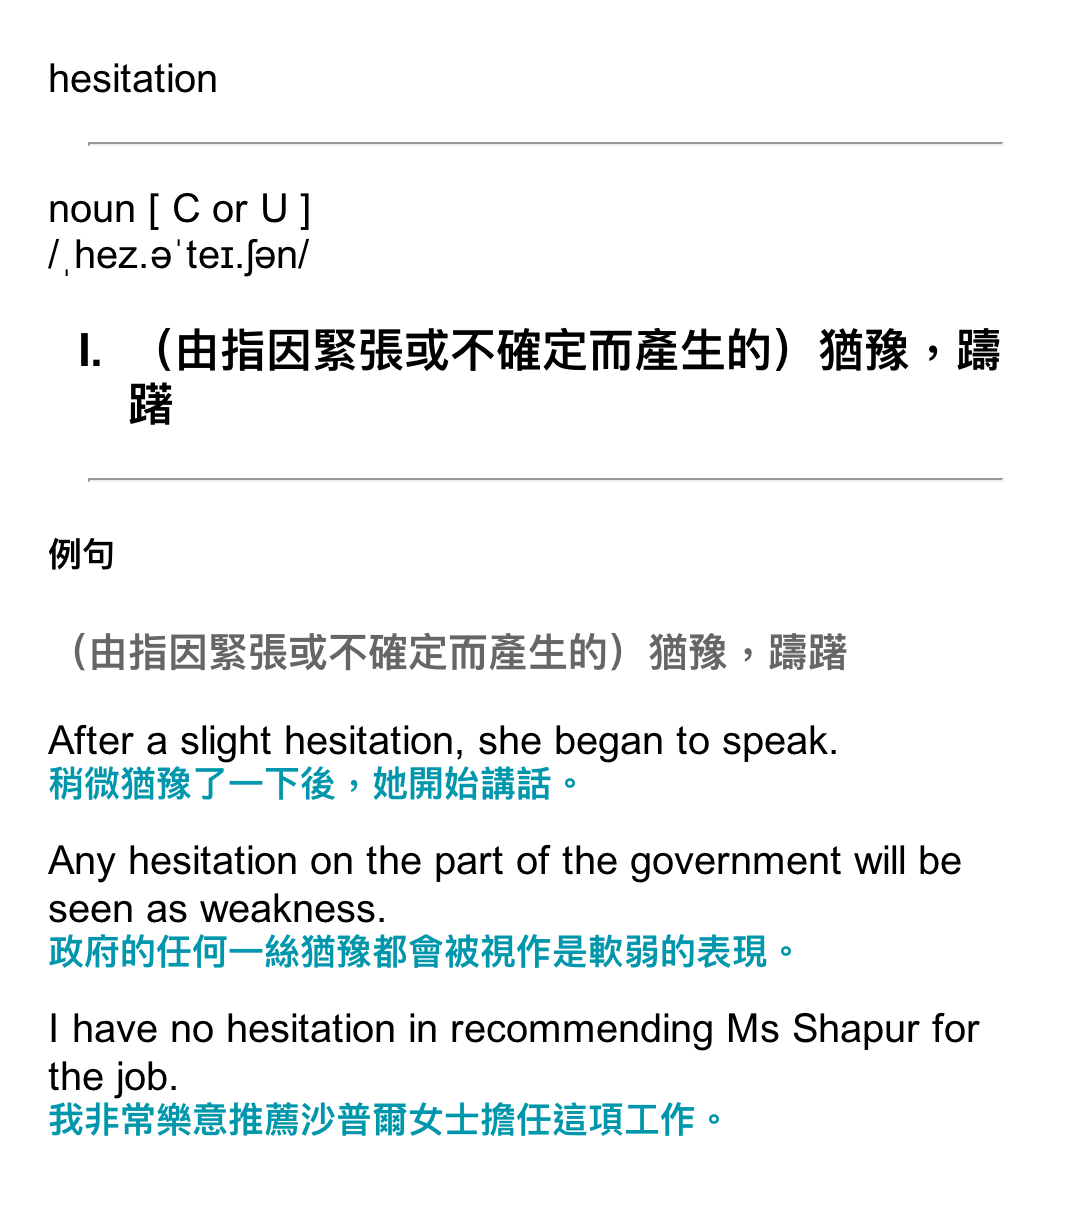 hesitation
noun [ C or U ]
/ˌhez.əˈteɪ.ʃən/
I. （由指因緊張或不確定而產生的）猶豫，躊
躇
例句
（由指因緊張或不確定而產生的）猶豫，躊躇
After a slight hesitation, she began to speak.
稍微猶豫了一下後，她開始講話。
Any hesitation on the part of the government will be
seen as weakness.
政府的任何一絲猶豫都會被視作是軟弱的表現。
I have no hesitation in recommending Ms Shapur for
the job.
我非常樂意推薦沙普爾女士擔任這項工作。